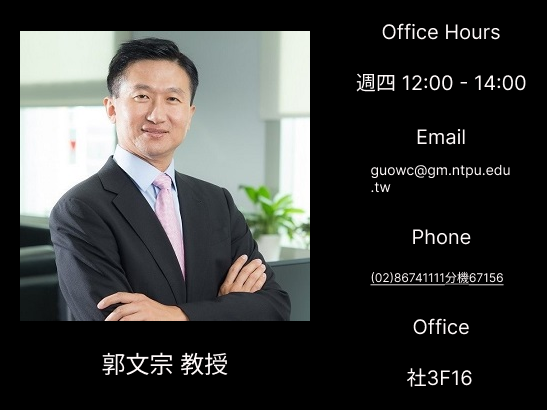 Office Hours
週四 12:00 - 14:00
Email
guowc@gm.ntpu.edu
.tw
Phone
(02)86741111分機67156
Office
社3F16
郭文宗 教授